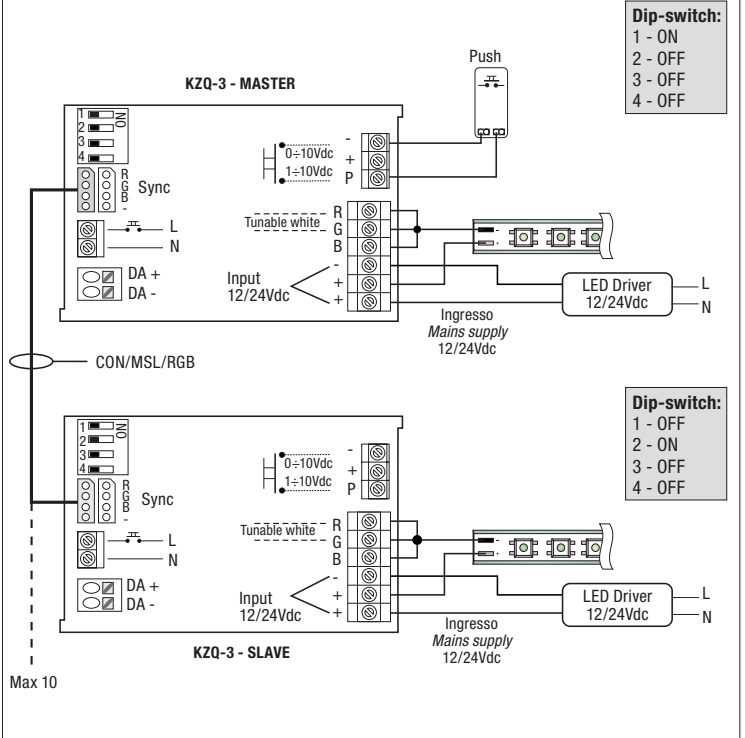 Dip-switch:
1 - ON
2 - OFF
3 - OFF
4 - OFF
Push
KZQ-3 - MASTER
1
2
3
4
ON
0÷10Vdc
1÷10Vdc
-
+
P
R
G
B
-
Sync
L
N
DA +
DA -
Tunable white
R
G
B
-
+
+
Input
12/24Vdc
- 
+
LED Driver
12/24Vdc
L
N
Ingresso
Mains supply
12/24Vdc
CON/MSL/RGB
Dip-switch:
1 - OFF
2 - ON
3 - OFF
4 - OFF
1
2
3
4
ON
0÷10Vdc
1÷10Vdc
-
+
P
R
G
B
-
Sync
L
N
DA +
DA -
Tunable white
R
G
B
-
+
+
Input
12/24Vdc
-
+
LED Driver
12/24Vdc
L
N
Ingresso
Mains supply
12/24Vdc
KZQ-3 - SLAVE
Max 10